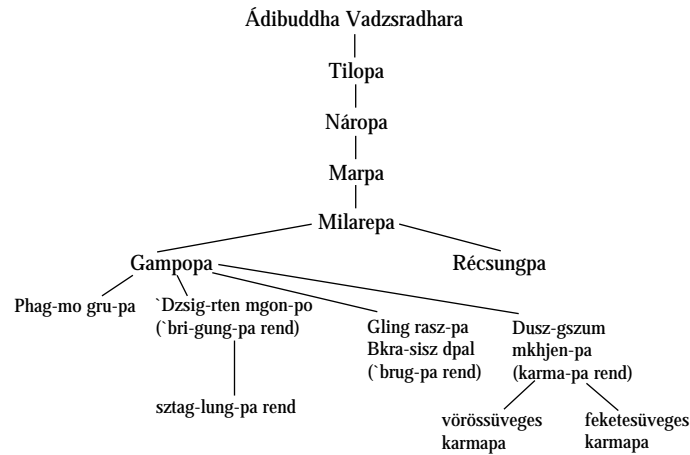 Ádibuddha Vadzsradhara
Tilopa
Náropa
Marpa
Milarepa
Gampopa
Récsungpa
Phag-mo gru-pa
`Dzsig-rten mgon-po
(`bri-gung-pa rend)
Gling rasz-pa
Bkra-sisz dpal
(`brug-pa rend)
Dusz-gszum
mkhjen-pa
(karma-pa rend)
sztag-lung-pa rend
vörössüveges
karmapa
feketesüveges
karmapa